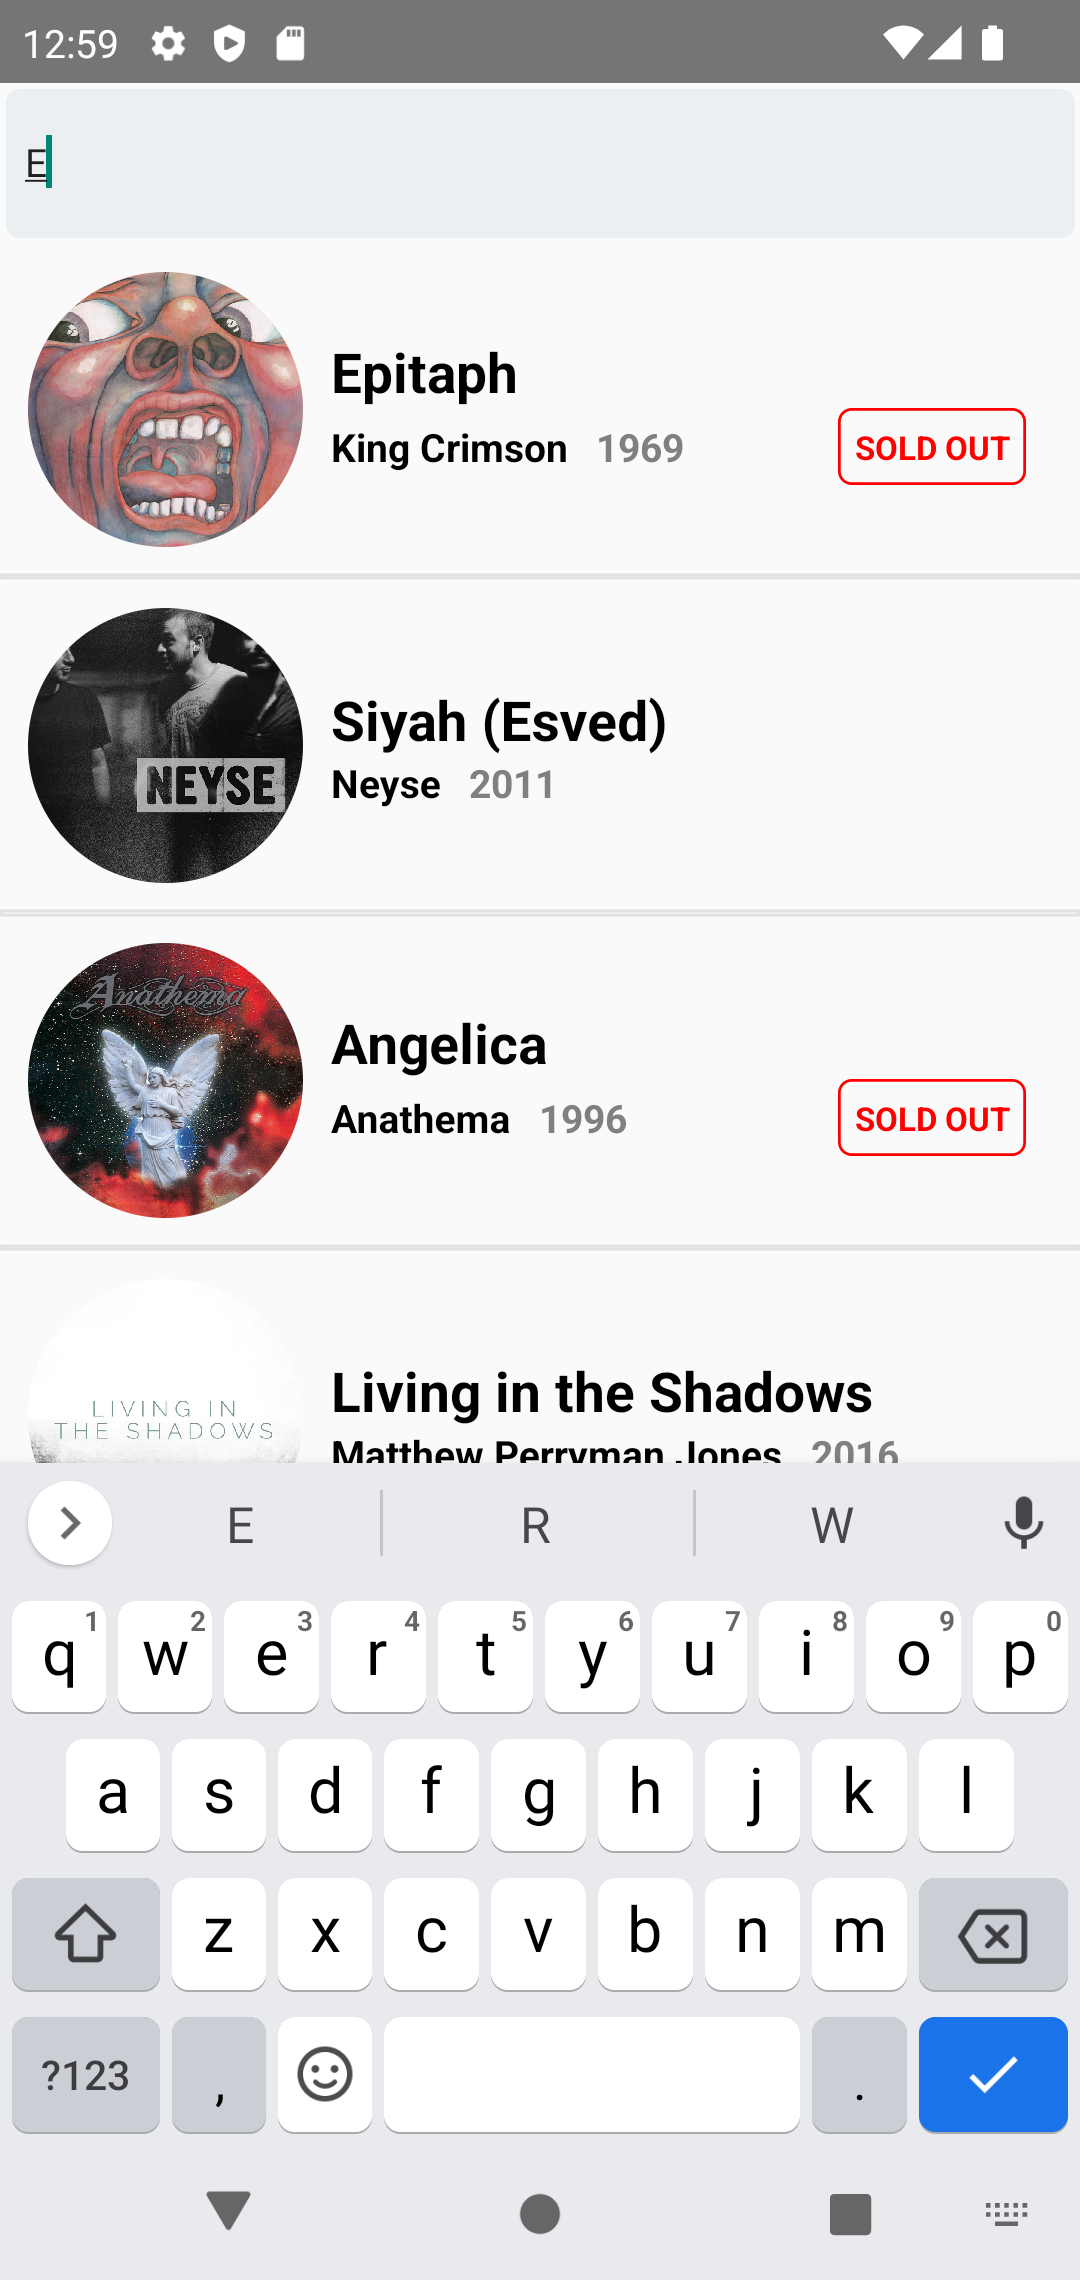 12:59
E
Epitaph
King Crimson 1969
SOLD OUT
NEYSE
Siyah (Esved)
Neyse 2011
Anathema
Angelica
Anathema 1996
SOLD OUT
LIVING IN
THE SHADOWS
Living in the Shadows
Matthew Perryman Jones 2016
E R W
q 1 w 2 e 3 r 4 t 5 y 6 u 7 i 8 o 9 p 0
a s d f g h j k l
z x c v b n m
?123 , .